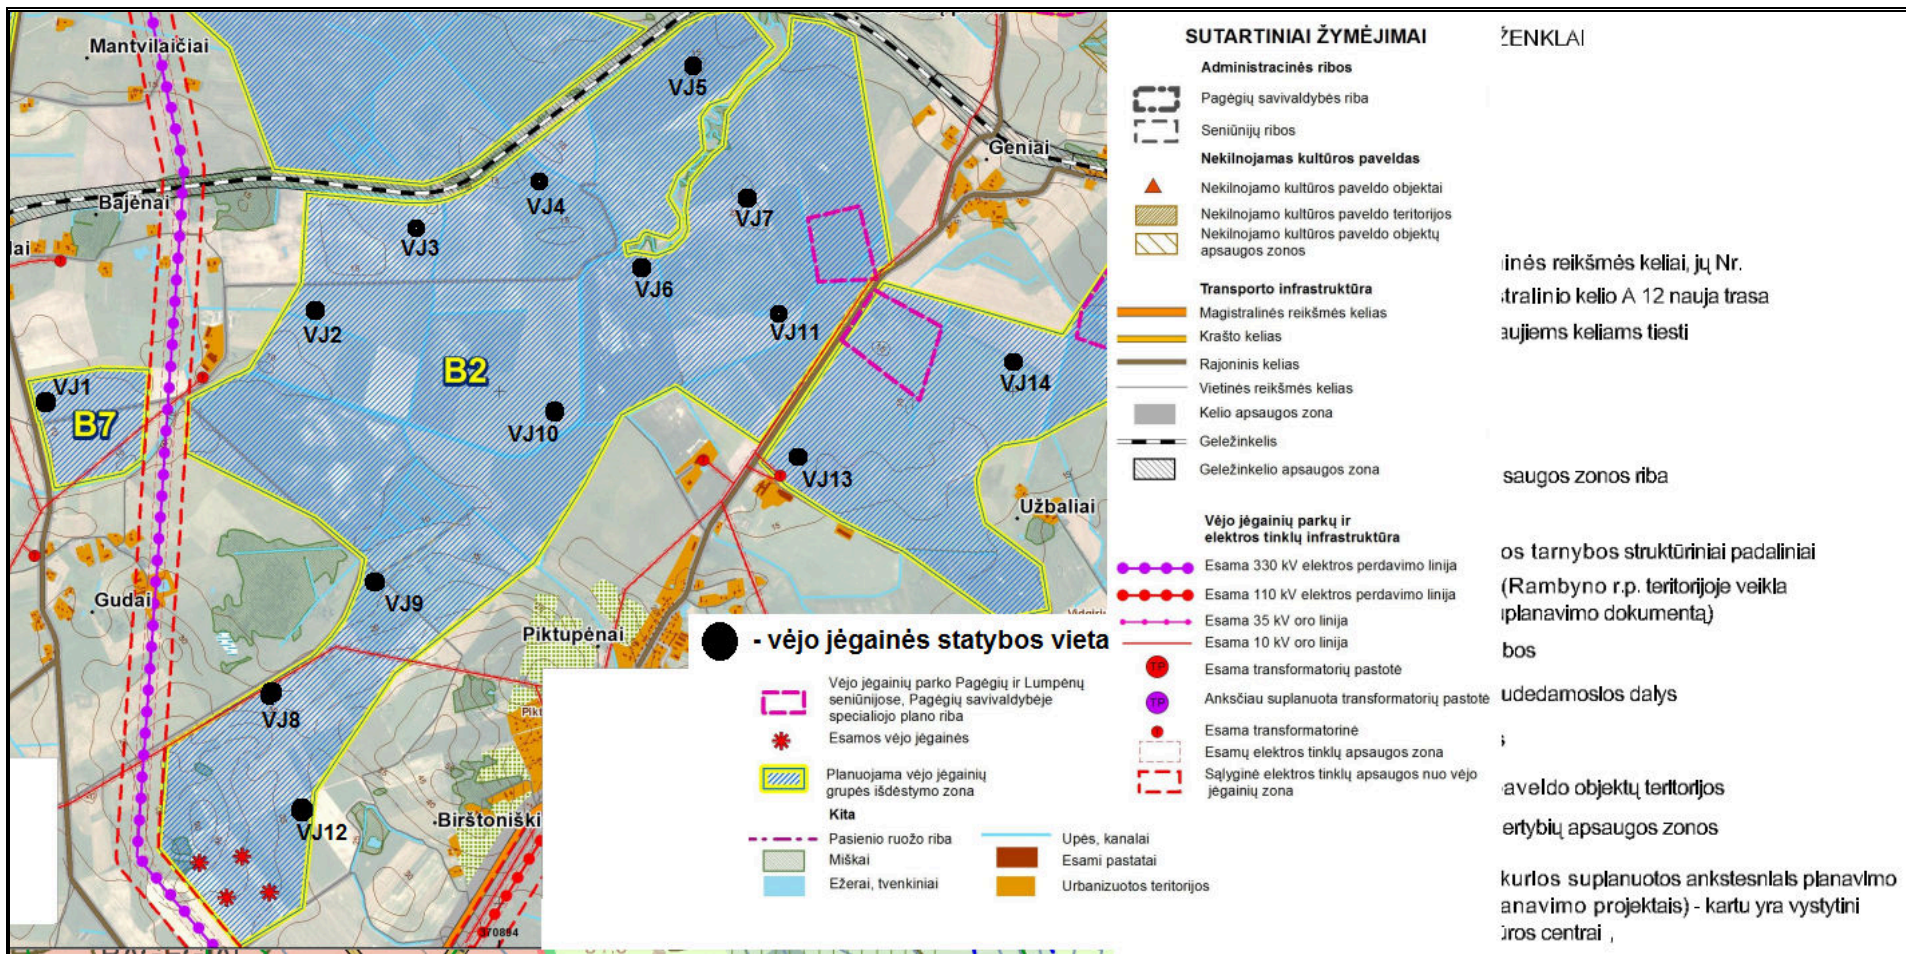 Mantvilaičiai
Bajėnai
lai
Geniai
Gudai
Užbaliai
Piktupėnai
Birštoniški
Pikt
VJ1
VJ2
VJ3
VJ4
VJ5
VJ6
VJ7
VJ8
VJ9
VJ10
VJ11
VJ12
VJ13
VJ14
B2
B7
370894
- vėjo jėgainės statybos vieta
Vėjo jėgainių parko Pagėgių ir Lumpėnų
seniūnijose, Pagėgių savivaldybėje
specialiojo plano riba
Esamos vėjo jėgainės
Planuojama vėjo jėgainių
grupės išdėstymo zona
Kita
Pasienio ruožo riba
Miškai
Ežerai, tvenkiniai
Upės, kanalai
Esami pastatai
Urbanizuotos teritorijos
SUTARTINIAI ŽYMĖJIMAI
Administracinės ribos
Pagėgių savivaldybės riba
Seniūnijų ribos
Nekilnojamas kultūros paveldas
Nekilnojamo kultūros paveldo objektai
Nekilnojamo kultūros paveldo teritorijos
Nekilnojamo kultūros paveldo objektų
apsaugos zonos
Transporto infrastruktūra
Magistralinės reikšmės kelias
Krašto kelias
Rajoninis kelias
Vietinės reikšmės kelias
Kelio apsaugos zona
Geležinkelis
Geležinkelio apsaugos zona
Vėjo jėgainių parkų ir
elektros tinklų infrastruktūra
Esama 330 kV elektros perdavimo linija
Esama 110 kV elektros perdavimo linija
Esama 35 kV oro linija
Esama 10 kV oro linija
TP Esama transformatorių pastotė
TP Anksčiau suplanuota transformatorių pastotė
Esama transformatorinė
Esamų elektros tinklų apsaugos zona
Sąlyginė elektros tinklų apsaugos nuo vėjo
jėgainių zona
ŽENKLAI
inės reikšmės keliai, jų Nr.
stralinio kelio A 12 nauja trasa
aujiems keliams tiesti
saugos zonos riba
os tarnybos struktūriniai padaliniai
(Rambyno r.p. teritorijoje veikla
planavimo dokumentą)
bos
udedamosios dalys
s
aveldo objektų teritorijos
ertybių apsaugos zonos
kurios suplanuotos ankstesniais planavimo
anavimo projektais) - kartu yra vystytini
ūros centrai ,